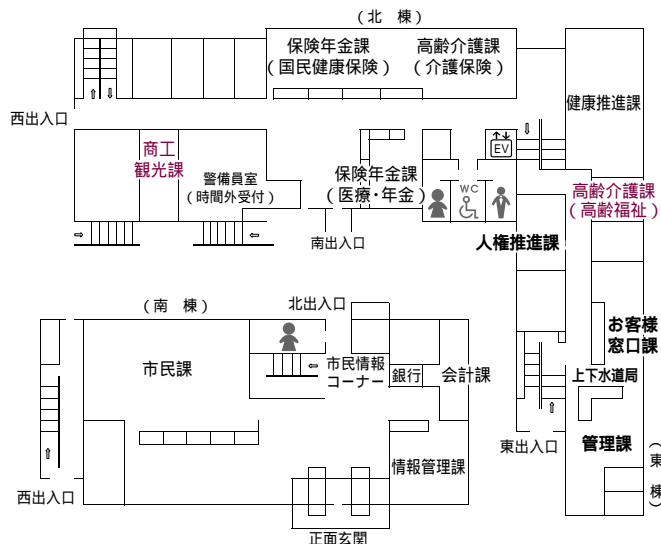 (北 棟)
保険年金課
(国民健康保険)
高齢介護課
(介護保険)
健康推進課
西出入口
商工
観光課
警備員室
(時間外受付)
保険年金課
(医療・年金)
EV
WC
高齢介護課
(高齢福祉)
南出入口
人権推進課
(南 棟)
北出入口
お客様
窓口課
市民課
市民情報
コーナー
銀行
会計課
上下水道局
情報管理課
東出入口
管理課
(東 棟)
西出入口
正面玄関